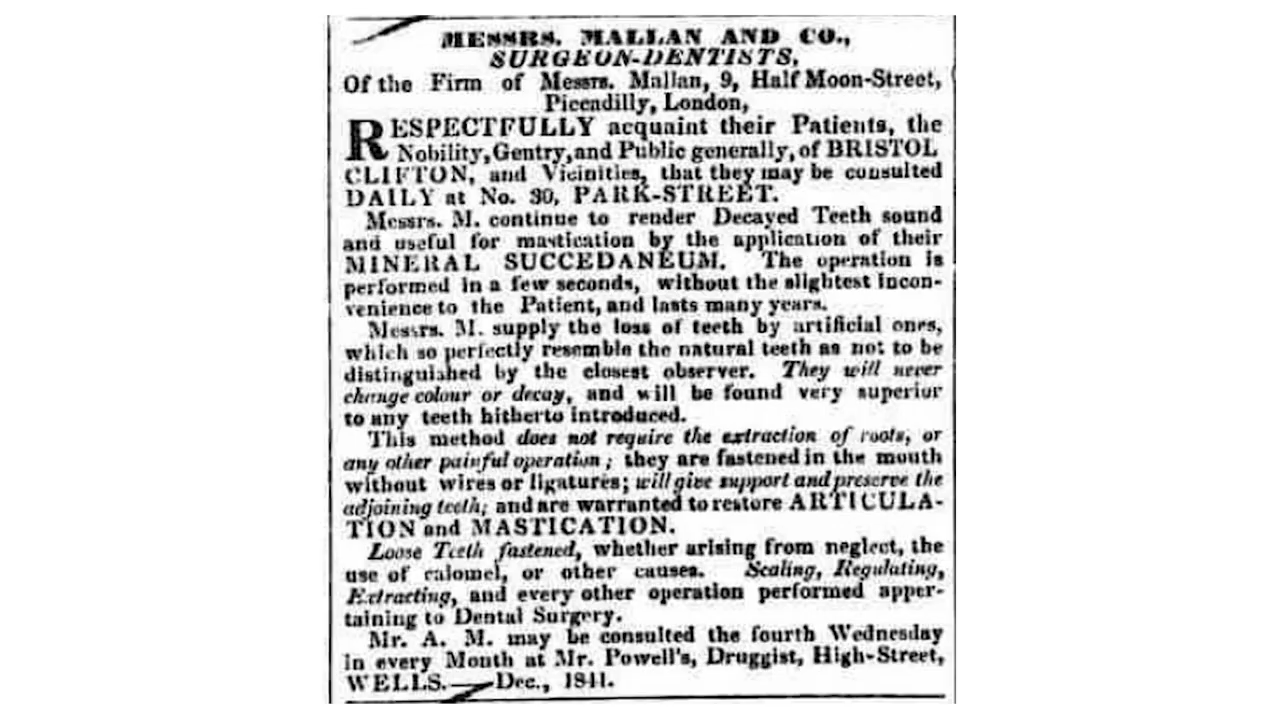 MESSRS. MALLAN AND CO.,
SURGEON-DENTISTS,
Of the Firm of Messrs. Mallan, 9, Half Moon-Street,
Piccadilly, London,
RESPECTFULLY acquaint their Patients, the
Nobility, Gentry, and Public generally, of BRISTOL
CLIFTON, and Vicinities, that they may be consulted
DAILY at No. 30, PARK-STREET.
Messrs. M. continue to render Decayed Teeth sound
and useful for mastication by the application of their
MINERAL SUCCEDANEUM. The operation is
performed in a few seconds, without the slightest incon-
venience to the Patient, and lasts many years.
Messrs. M. supply the loss of teeth by artificial ones,
which so perfectly resemble the natural teeth as not to be
distinguished by the closest observer. They will never
change colour or decay, and will be found very superior
to any teeth hitherto introduced.
This method does not require the extraction of roots, or
any other painful operation; they are fastened in the mouth
without wires or ligatures; will give support and preserve the
adjoining teeth; and are warranted to restore ARTICULA-
TION and MASTICATION.
Loose Teeth fastened, whether arising from neglect, the
use of calomel, or other causes. Scaling, Regulating,
Extracting, and every other operation performed apper-
taining to Dental Surgery.
Mr. A. M. may be consulted the fourth Wednesday
in every Month at Mr. Powell's, Druggist, High-Street,
WELLS.—Dec., 1841.